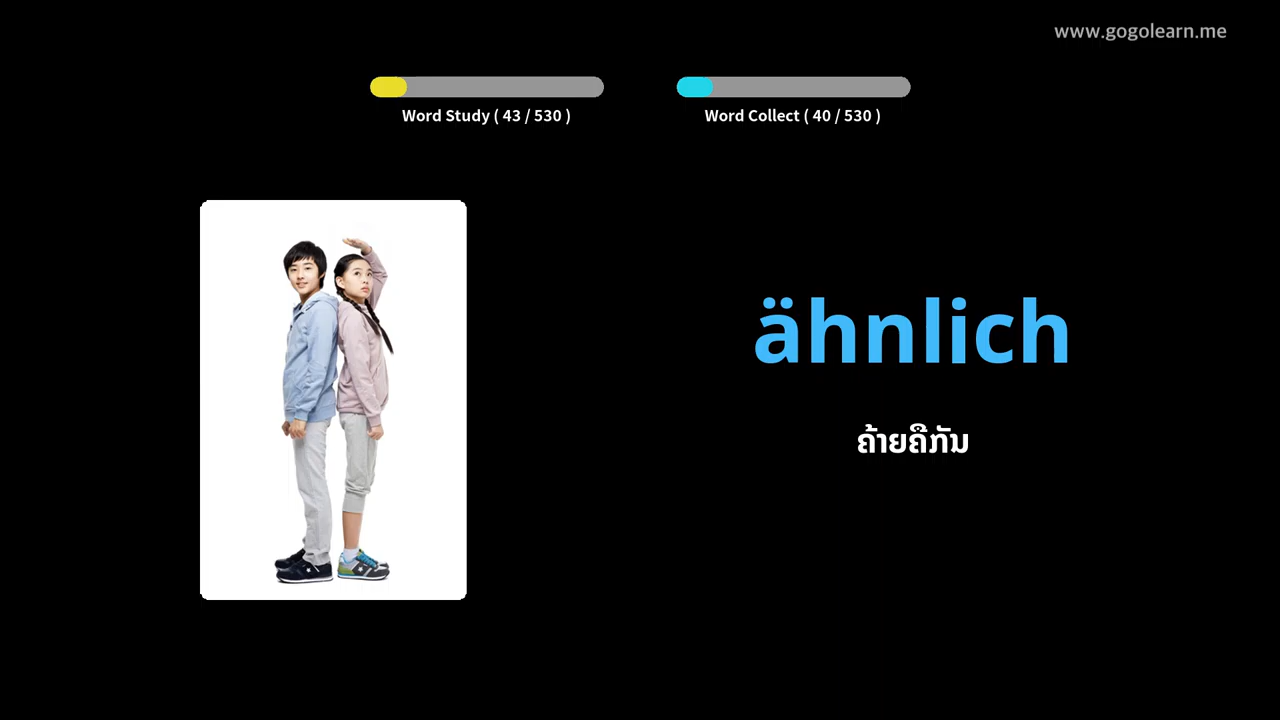 www.gogolearn.me
Word Study ( 43 / 530 )
Word Collect ( 40 / 530 )
ähnlich
ຄ້າຍຄືກັນ